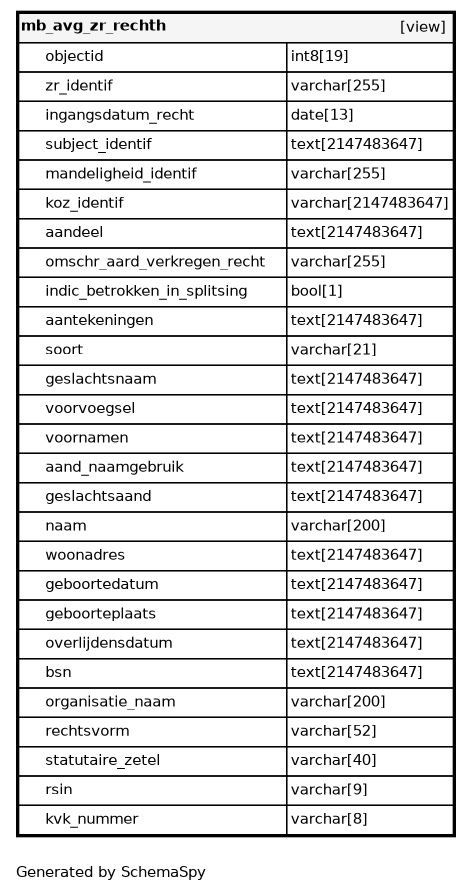 mb_avg_zr_rechth [view]
objectid int8[19]
zr_identif varchar[255]
ingangsdatum_recht date[13]
subject_identif text[2147483647]
mandeligheid_identif varchar[255]
koz_identif varchar[2147483647]
aandeel text[2147483647]
omschr_aard_verkregen_recht varchar[255]
indic_betrokken_in_splitsing bool[1]
aantekeningen text[2147483647]
soort varchar[21]
geslachtsnaam text[2147483647]
voorvoegsel text[2147483647]
voornamen text[2147483647]
aand_naamgebruik text[2147483647]
geslachtsaand text[2147483647]
naam varchar[200]
woonadres text[2147483647]
geboortedatum text[2147483647]
geboorteplaats text[2147483647]
overlijdensdatum text[2147483647]
bsn text[2147483647]
organisatie_naam varchar[200]
rechtsvorm varchar[52]
statutaire_zetel varchar[40]
rsin varchar[9]
kvk_nummer varchar[8]
Generated by SchemaSpy